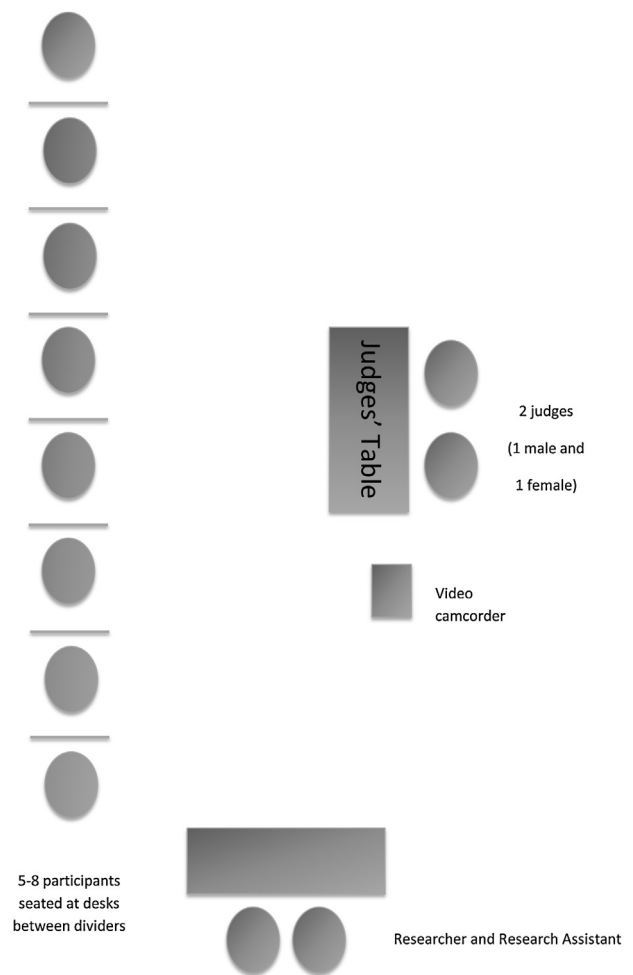 Judges’ Table
2 judges
(1 male and
1 female)
Video
camcorder
5-8 participants
seated at desks
between dividers
Researcher and Research Assistant